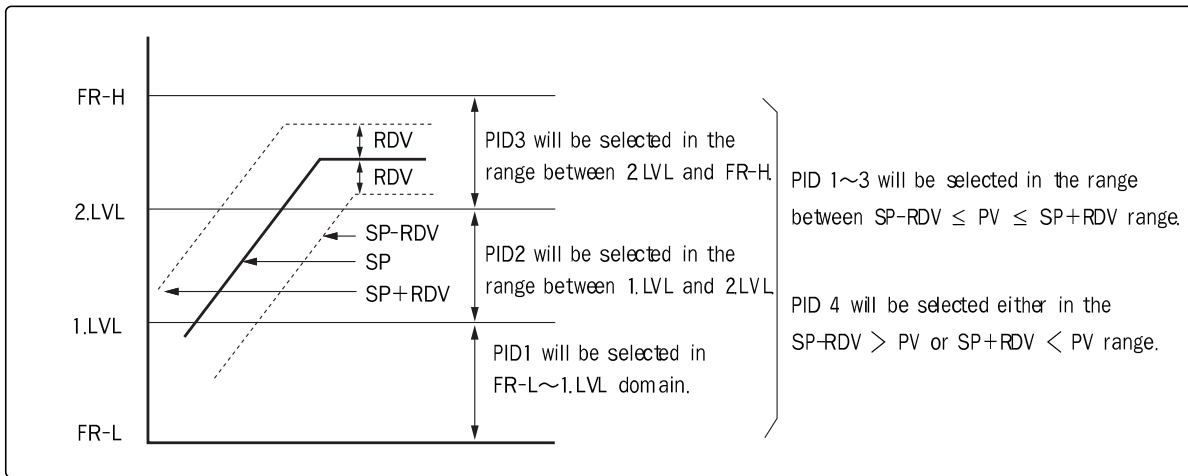 FR-H
2.LVL
1.LVL
FR-L
RDV
RDV
SP-RDV
SP
SP+RDV
PID3 will be selected in the
range between 2.LVL and FR-H.
PID2 will be selected in the
range between 1.LVL and 2.LVL.
PID1 will be selected in
FR-L~1.LVL domain.
PID 1~3 will be selected in the range
between SP-RDV ≤ PV ≤ SP+RDV range.
PID 4 will be selected either in the
SP-RDV > PV or SP+RDV < PV range.